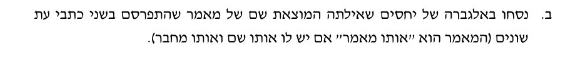 ב. נסחו באלגברה של יחסים שאילתה המוצאת שם של מאמר שהתפרסם בשני כתבי עת
שונים (המאמר הוא "אותו מאמר" אם יש לו אותו שם ואותו מחבר).